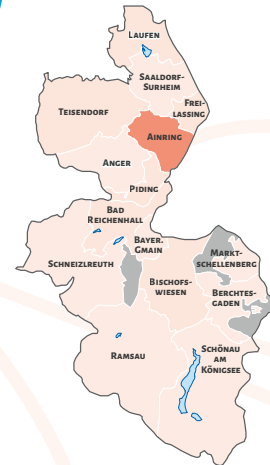 LAUFEN
SAALDORF-
SURHEIM
FREI-
LASSING
TEISENDORF
AINRING
ANGER
PIDING
BAD
REICHENHALL
BAYER.
GMAIN
MARKT-
SCHELLENBERG
SCHNEIZLREUTH
BISCHOFS-
WIESEN
BERCHTES-
GADEN
RAMSAU
SCHÖNAU
AM
KÖNIGSEE